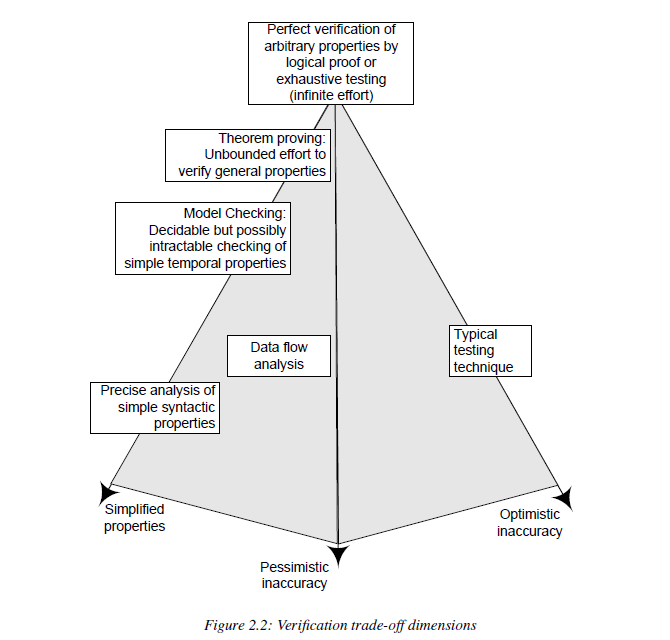 Perfect verification of
arbitrary properties by
logical proof or
exhaustive testing
(infinite effort)
Theorem proving:
Unbounded effort to
verify general properties
Model Checking:
Decidable but possibly
intractable checking of
simple temporal properties
Data flow
analysis
Typical
testing
technique
Precise analysis of
simple syntactic
properties
Simplified
properties
Optimistic
inaccuracy
Pessimistic
inaccuracy
Figure 2.2: Verification trade-off dimensions